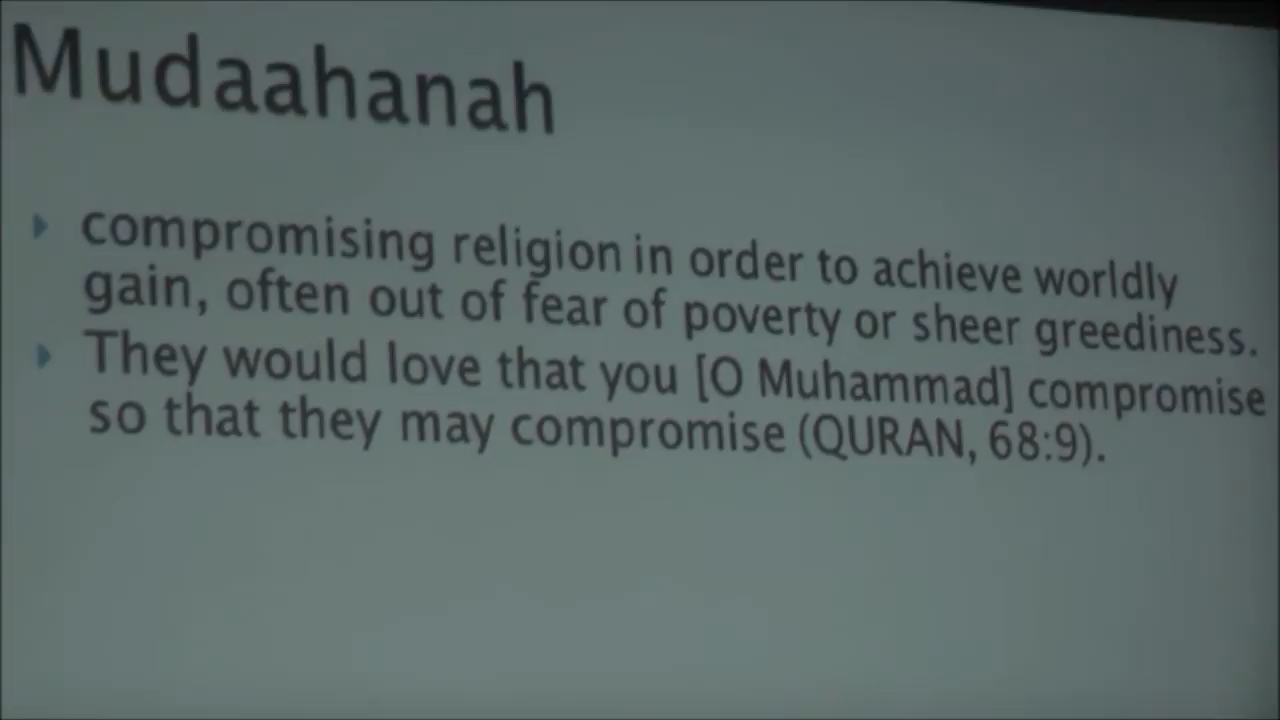 Mudaahanah
compromising religion in order to achieve worldly
gain, often out of fear of poverty or sheer greediness.
They would love that you [O Muhammad] compromise
so that they may compromise (QURAN, 68:9).